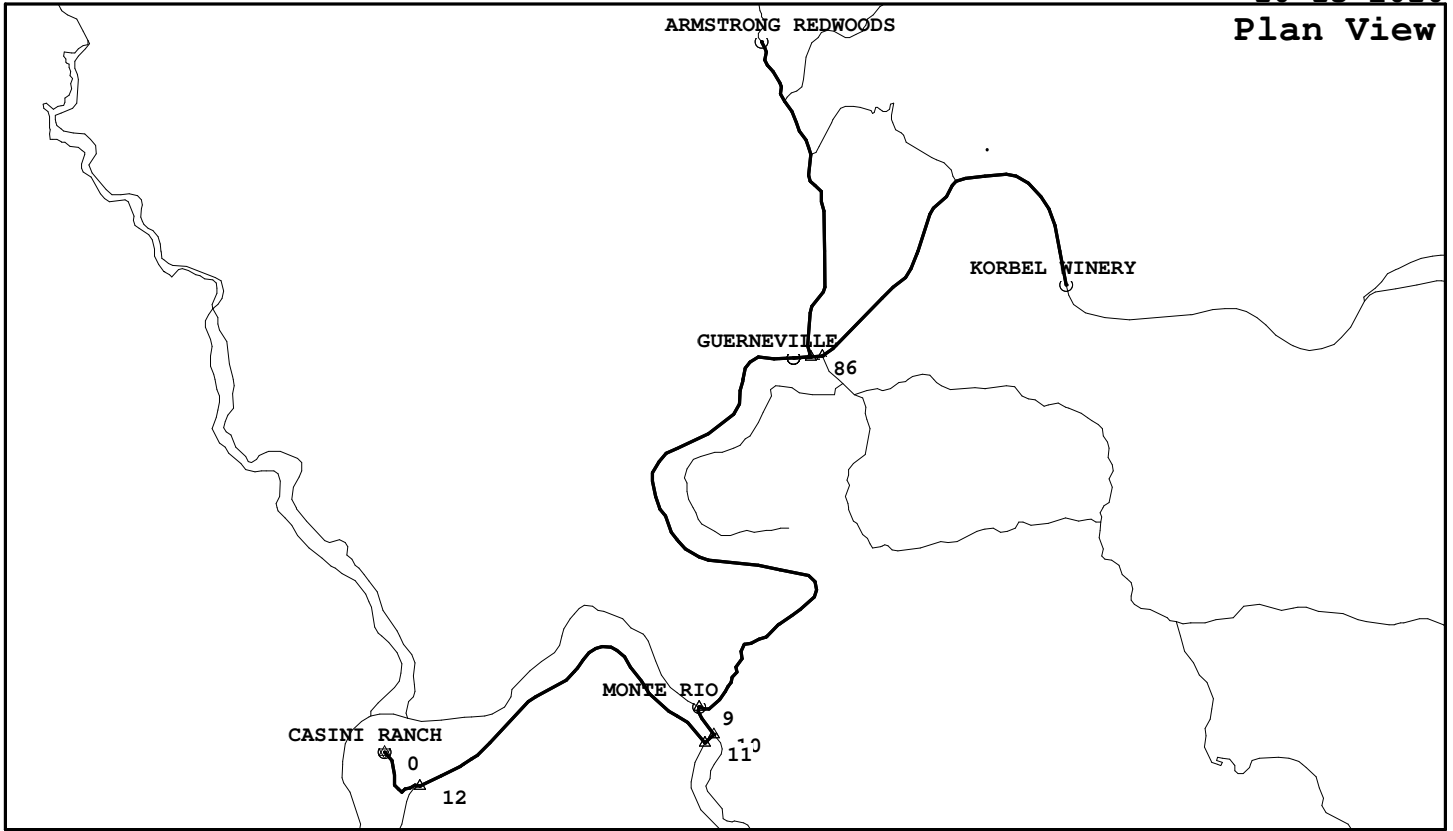 ARMSTRONG REDWOODS
Plan View
KORBEL WINERY
GUERNEVILLE
86
MONTE RIO
9
CASINI RANCH
11
0
12